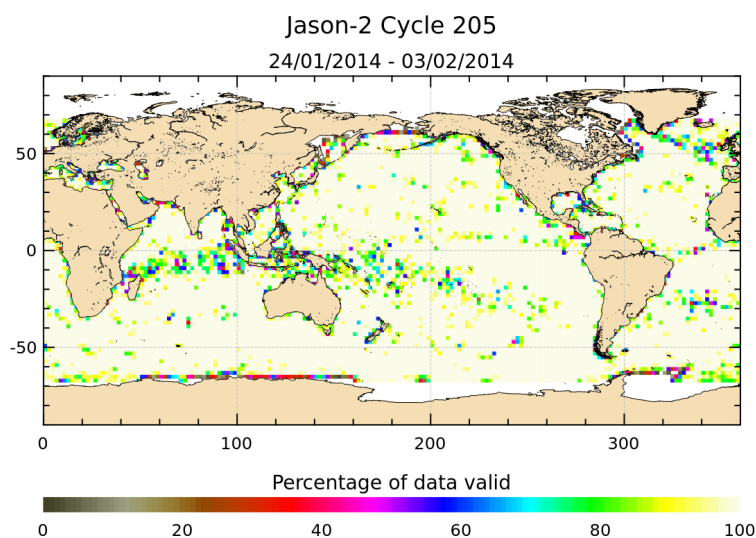 Jason-2 Cycle 205
24/01/2014 - 03/02/2014
50
0
-50
0 100 200 300
Percentage of data valid
0 20 40 60 80 100